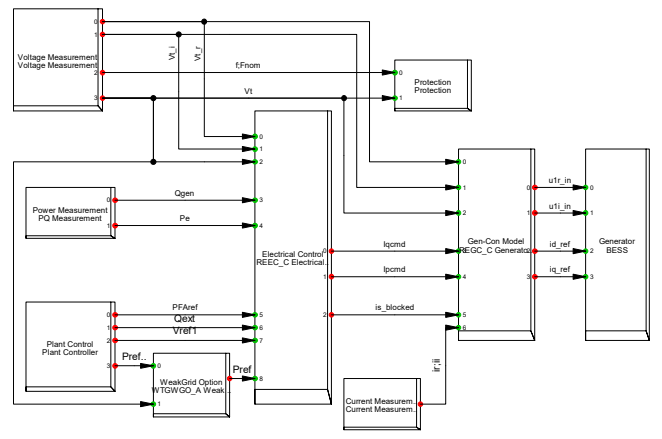 0
1
2
3
Voltage Measurement
Voltage Measurement
Vt_i
Vt_r
f;Fnom
Vt
0
1
Protection
Protection
0
1
2
3
4
5
6
7
8
0
1
2
Electrical Control
REEC_C Electrical..
0
1
Power Measurement
PQ Measurement
Qgen
Pe
0
1
2
3
4
5
6
0
1
2
3
Gen-Con Model
REGC_C Generato
u1r_in
u1i_in
id_ref
iq_ref
0
1
2
3
Generator
BESS
Iqcmd
Ipcmd
is_blocked
0
1
2
3
Plant Control
Plant Controller
PFAref
Qext
Vref1
Pref..
0
1
WeakGrid Option
WTGWGO_A Weak..
Pref
ir;ii
Current Measurem..
Current Measurem..